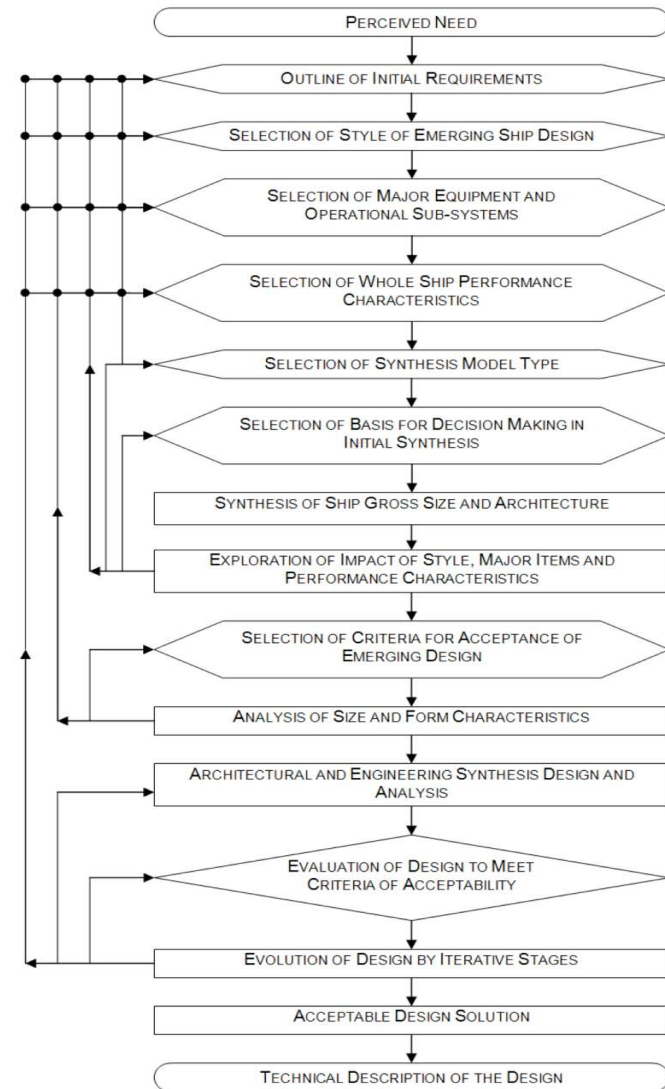 PERCEIVED NEED
OUTLINE OF INITIAL REQUIREMENTS
SELECTION OF STYLE OF EMERGING SHIP DESIGN
SELECTION OF MAJOR EQUIPMENT AND
OPERATIONAL SUB-SYSTEMS
SELECTION OF WHOLE SHIP PERFORMANCE
CHARACTERISTICS
SELECTION OF SYNTHESIS MODEL TYPE
SELECTION OF BASIS FOR DECISION MAKING IN
INITIAL SYNTHESIS
SYNTHESIS OF SHIP GROSS SIZE AND ARCHITECTURE
EXPLORATION OF IMPACT OF STYLE, MAJOR ITEMS AND
PERFORMANCE CHARACTERISTICS
SELECTION OF CRITERIA FOR ACCEPTANCE OF
EMERGING DESIGN
ANALYSIS OF SIZE AND FORM CHARACTERISTICS
ARCHITECTURAL AND ENGINEERING SYNTHESIS DESIGN AND
ANALYSIS
EVALUATION OF DESIGN TO MEET
CRITERIA OF ACCEPTABILITY
EVOLUTION OF DESIGN BY ITERATIVE STAGES
ACCEPTABLE DESIGN SOLUTION
TECHNICAL DESCRIPTION OF THE DESIGN